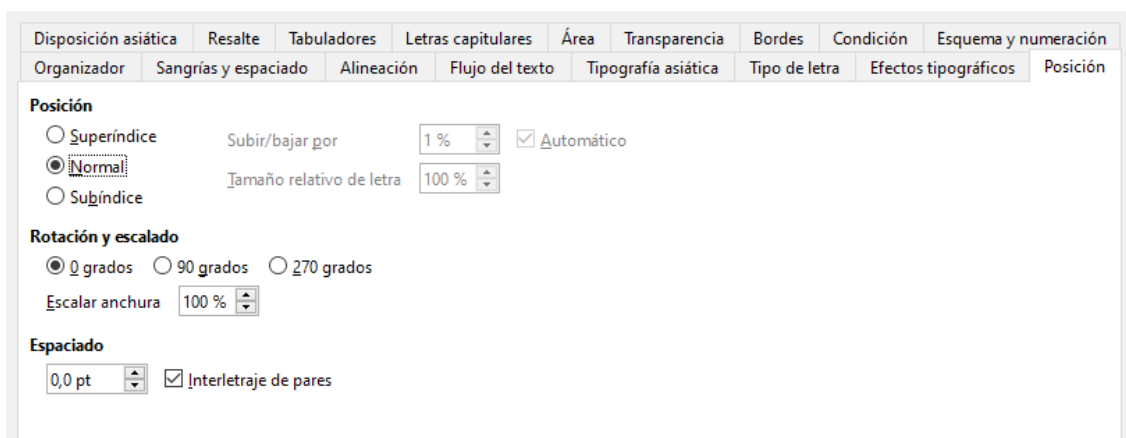 Disposición asiática Resalte Tabuladores Letras capitulares Área Transparencia Bordes Condición Esquema y numeración
Organizador Sangrías y espaciado Alineación Flujo del texto Tipografía asiática Tipo de letra Efectos tipográficos Posición
Posición
Superíndice Subir/bajar por 1 % Automático
Normal
Tamaño relativo de letra 100 %
Subíndice
Rotación y escalado
0 grados 90 grados 270 grados
Escalar anchura 100 %
Espaciado
0,0 pt Interletraje de pares